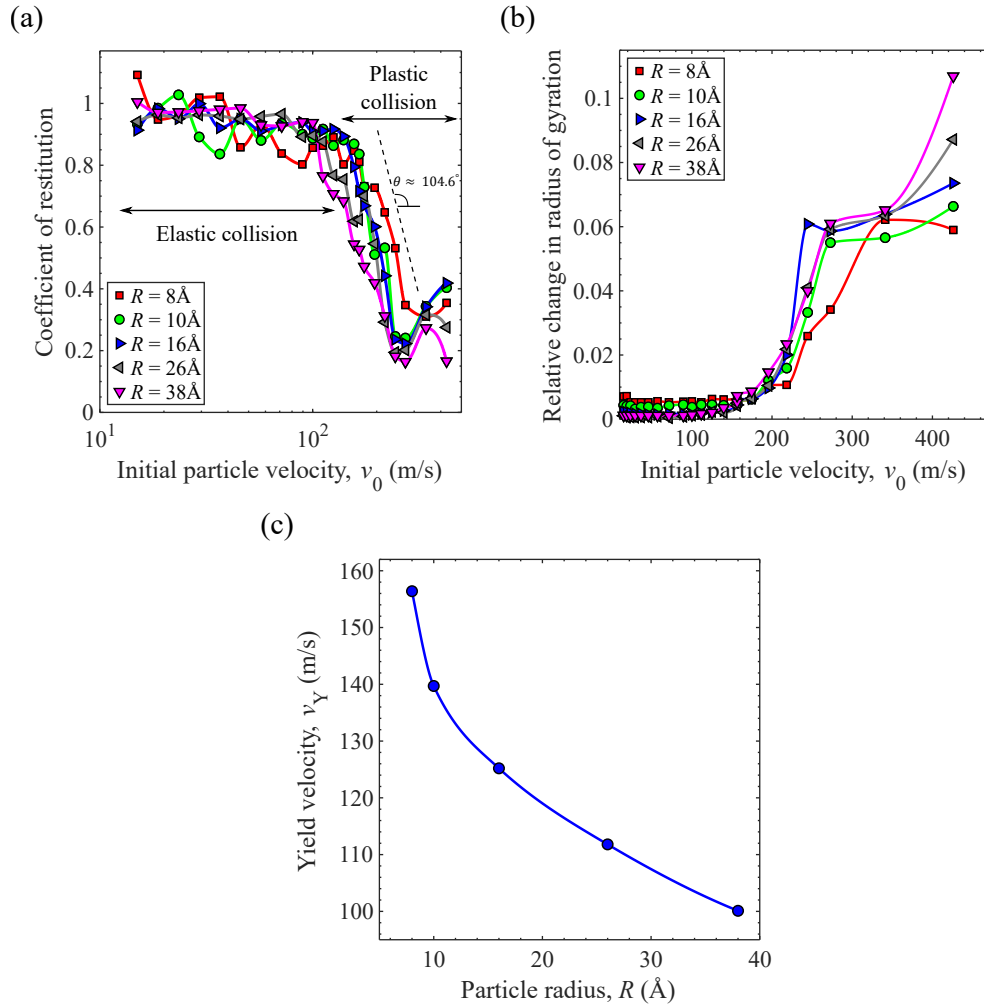 (a)
Coefficient of restitution
1
0.8
0.6
0.4
0.2
0
Plastic
collision
θ ≈ 104.6°
Elastic collision
R = 8Å
R = 10Å
R = 16Å
R = 26Å
R = 38Å
10^1
10^2
Initial particle velocity, v_0 (m/s)
(b)
Relative change in radius of gyration
0.1
0.08
0.06
0.04
0.02
0
R = 8Å
R = 10Å
R = 16Å
R = 26Å
R = 38Å
100 200 300 400
Initial particle velocity, v_0 (m/s)
(c)
Yield velocity, v_Y (m/s)
160
150
140
130
120
110
100
10 20 30 40
Particle radius, R (Å)